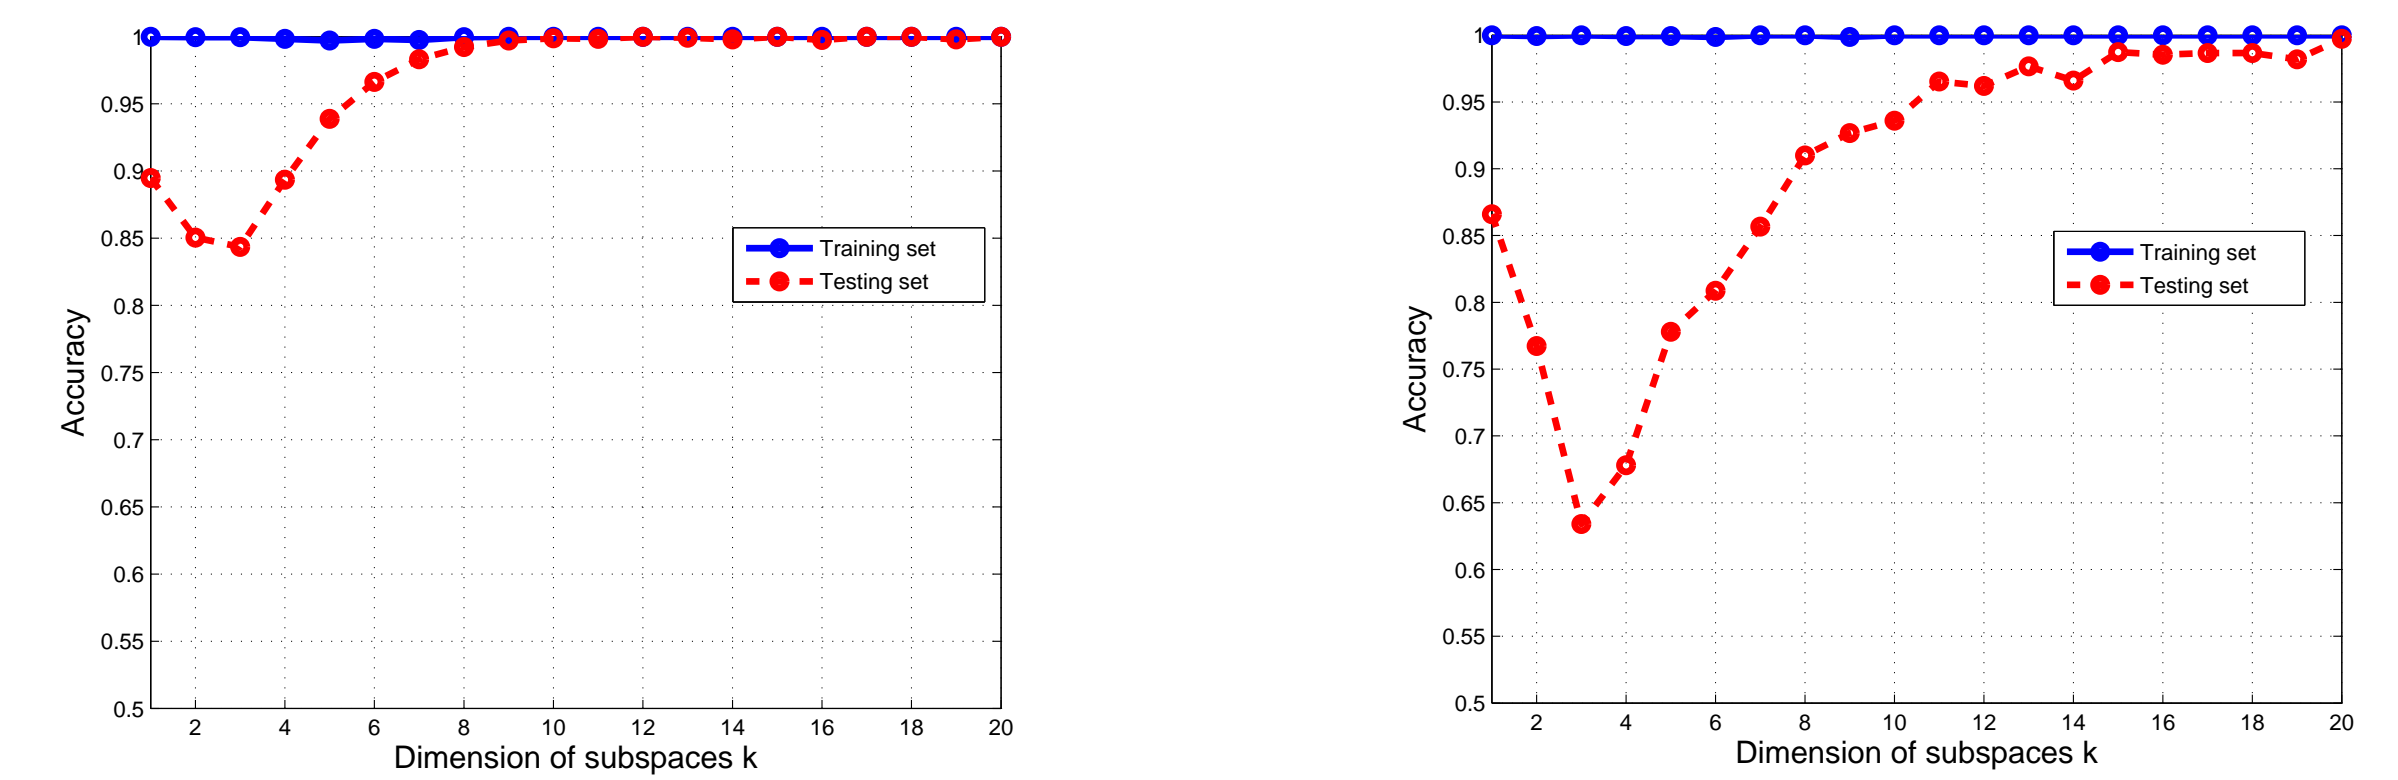 1
0.95
0.9
0.85
0.8
0.75
0.7
0.65
0.6
0.55
0.5
Accuracy
Training set
Testing set
2 4 6 8 10 12 14 16 18 20
Dimension of subspaces k
1
0.95
0.9
0.85
0.8
0.75
0.7
0.65
0.6
0.55
0.5
Accuracy
Training set
Testing set
2 4 6 8 10 12 14 16 18 20
Dimension of subspaces k